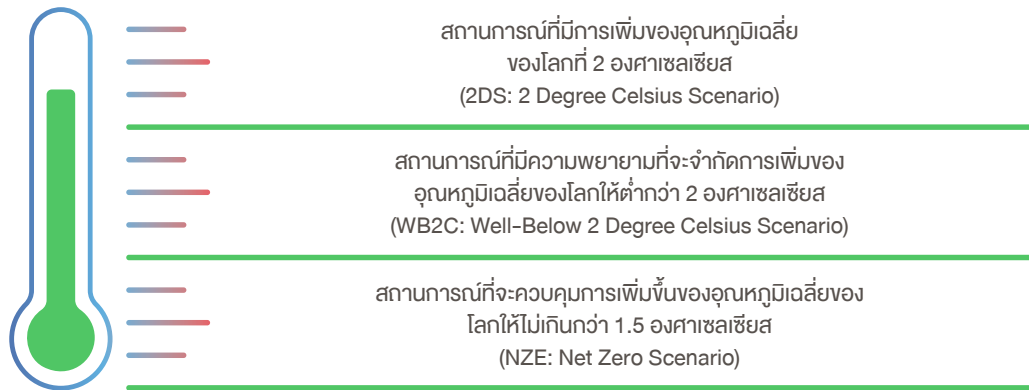 สถานการณ์ที่มีการเพิ่มของอุณหภูมิเฉลี่ย
ของโลกที่ 2 องศาเซลเซียส
(2DS: 2 Degree Celsius Scenario)
สถานการณ์ที่มีความพยายามที่จะจำกัดการเพิ่มของ
อุณหภูมิเฉลี่ยของโลกให้ต่ำกว่า 2 องศาเซลเซียส
(WB2C: Well-Below 2 Degree Celsius Scenario)
สถานการณ์ที่จะควบคุมการเพิ่มขึ้นของอุณหภูมิเฉลี่ยของ
โลกให้ไม่เกินกว่า 1.5 องศาเซลเซียส
(NZE: Net Zero Scenario)